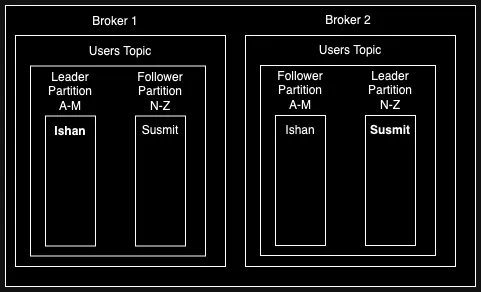 Broker 1
Users Topic
Leader
Partition
A-M
Ishan
Follower
Partition
N-Z
Susmit
Broker 2
Users Topic
Follower
Partition
A-M
Ishan
Leader
Partition
N-Z
Susmit